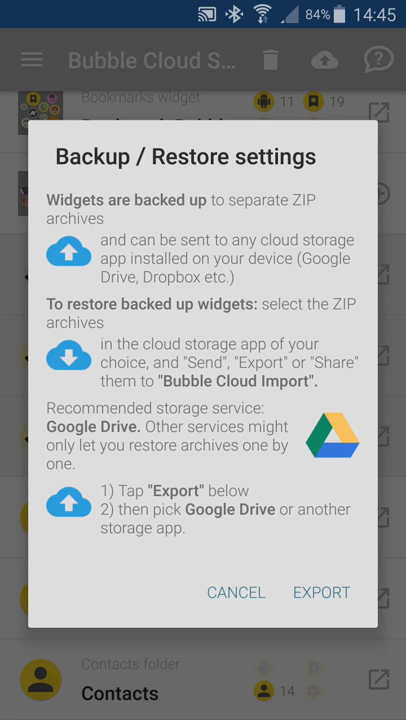 84% 14:45
Bubble Cloud S...
Bookmarks widget
11 19
Backup / Restore settings
Widgets are backed up to separate ZIP
archives
and can be sent to any cloud storage
app installed on your device (Google
Drive, Dropbox etc.)
To restore backed up widgets: select the ZIP
archives
in the cloud storage app of your
choice, and "Send", "Export" or "Share"
them to "Bubble Cloud Import".
Recommended storage service:
Google Drive. Other services might
only let you restore archives one by
one.
1) Tap "Export" below
2) then pick Google Drive or another
storage app.
CANCEL EXPORT
Contacts folder
Contacts
14